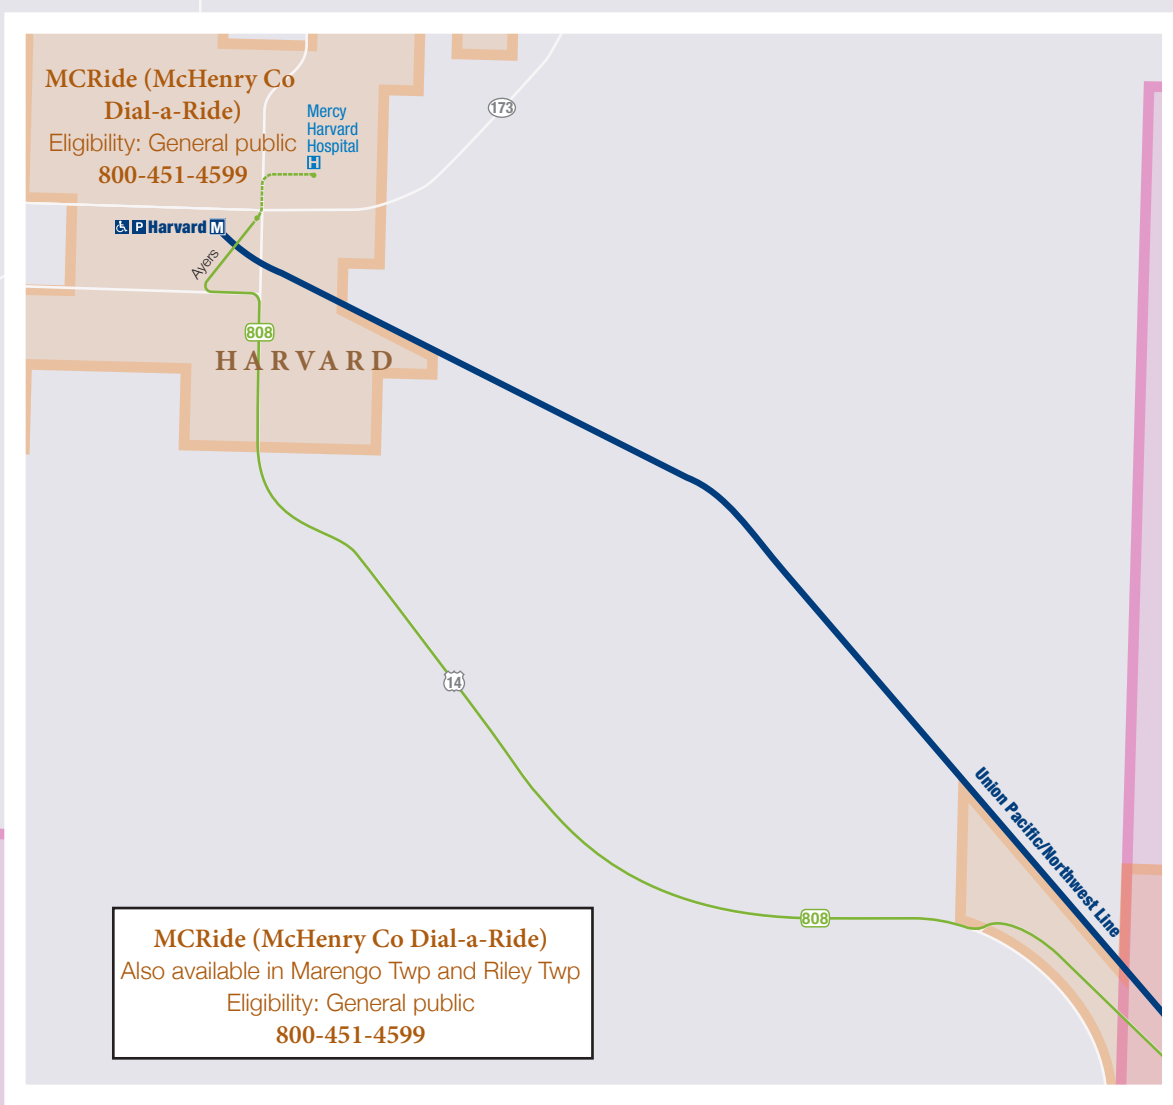 MCRide (McHenry Co
Dial-a-Ride)
Eligibility: General public
800-451-4599
Mercy
Harvard
Hospital
H
173
P Harvard M
Ayers
808
HARVARD
14
Union Pacific/Northwest Line
808
MCRide (McHenry Co Dial-a-Ride)
Also available in Marengo Twp and Riley Twp
Eligibility: General public
800-451-4599